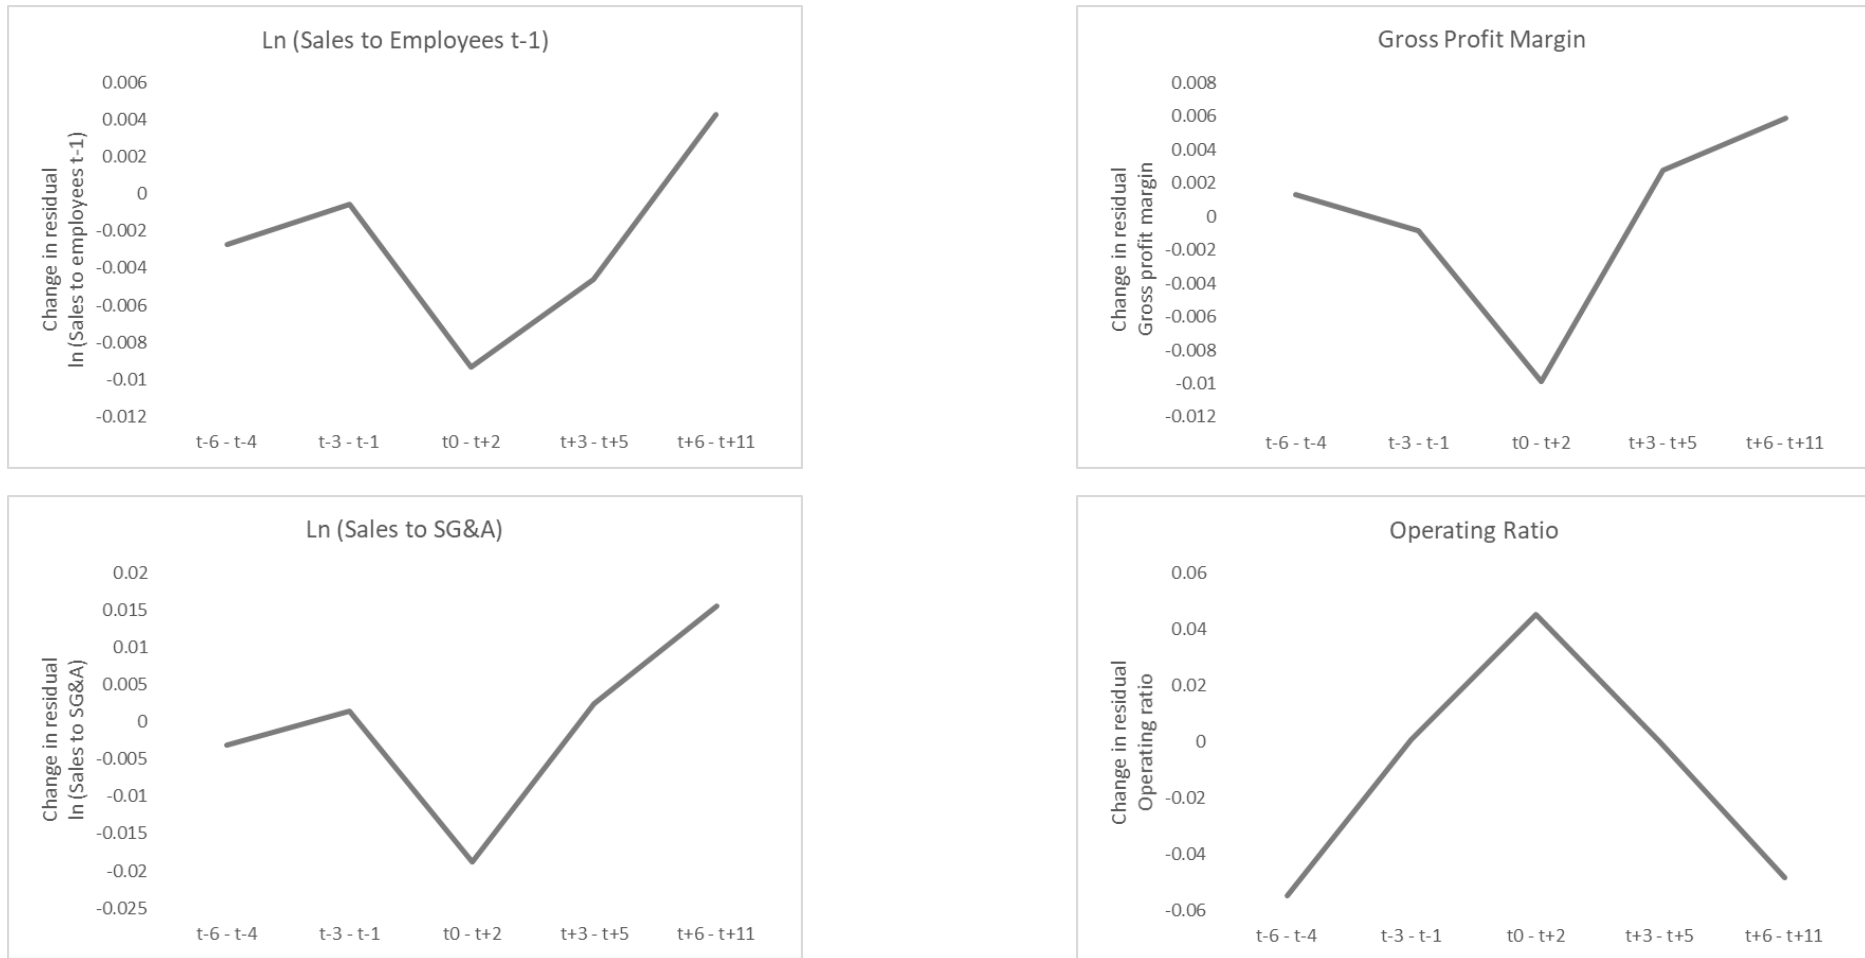 Ln (Sales to Employees t-1)
0.006
0.004
0.002
0
-0.002
-0.004
-0.006
-0.008
-0.01
-0.012
Change in residual
ln (Sales to employees t-1)
t-6 - t-4
t-3 - t-1
t0 - t+2
t+3 - t+5
t+6 - t+11
Gross Profit Margin
0.008
0.006
0.004
0.002
0
-0.002
-0.004
-0.006
-0.008
-0.01
-0.012
Change in residual
Gross profit margin
t-6 - t-4
t-3 - t-1
t0 - t+2
t+3 - t+5
t+6 - t+11
Ln (Sales to SG&A)
0.02
0.015
0.01
0.005
0
-0.005
-0.01
-0.015
-0.02
-0.025
Change in residual
ln (Sales to SG&A)
t-6 - t-4
t-3 - t-1
t0 - t+2
t+3 - t+5
t+6 - t+11
Operating Ratio
0.06
0.04
0.02
0
-0.02
-0.04
-0.06
Change in residual
Operating ratio
t-6 - t-4
t-3 - t-1
t0 - t+2
t+3 - t+5
t+6 - t+11